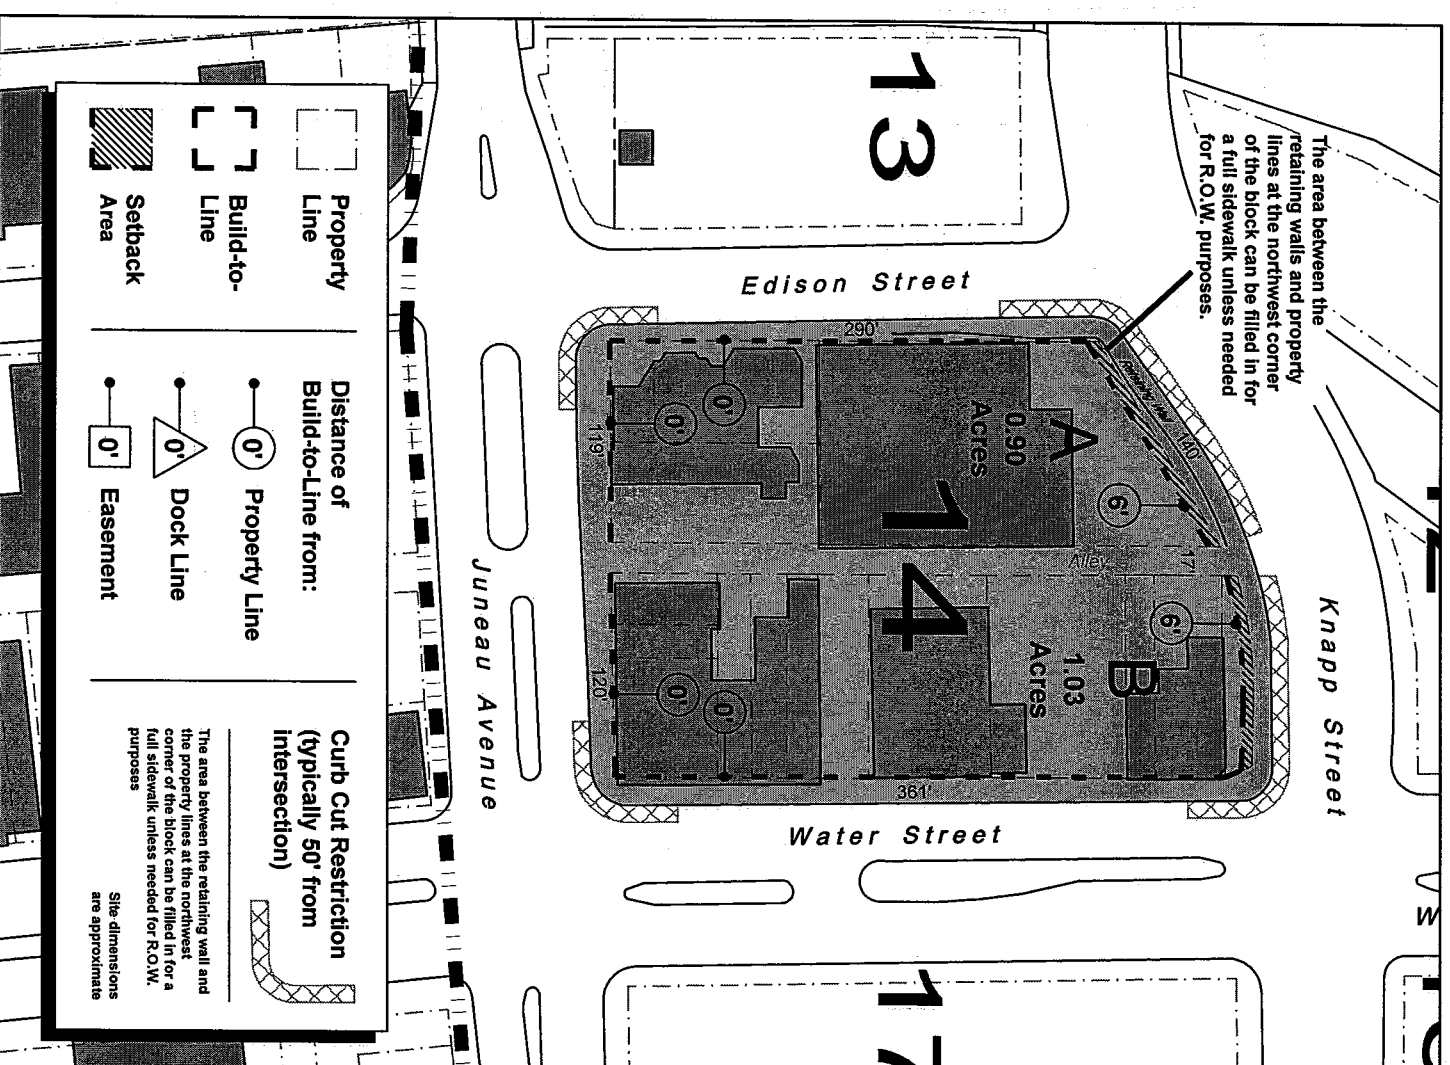 The area between the
retaining walls and property
lines at the northwest corner
of the block can be filled in for
a full sidewalk unless needed
for R.O.W. purposes.
13
Edison Street
290'
Retaining Wall
140'
A
0.90
Acres
14
0'
0'
119'
6'
Alley
17'
6'
B
1.03
Acres
0'
0'
120'
361'
Knapp Street
Juneau Avenue
Water Street
W
17
Property
Line
Build-to-
Line
Setback
Area
Distance of
Build-to-Line from:
0'
Property Line
0'
Dock Line
0'
Easement
Curb Cut Restriction
(typically 50' from
intersection)
The area between the retaining wall and
the property lines at the northwest
corner of the block can be filled in for a
full sidewalk unless needed for R.O.W.
purposes
Site dimensions
are approximate